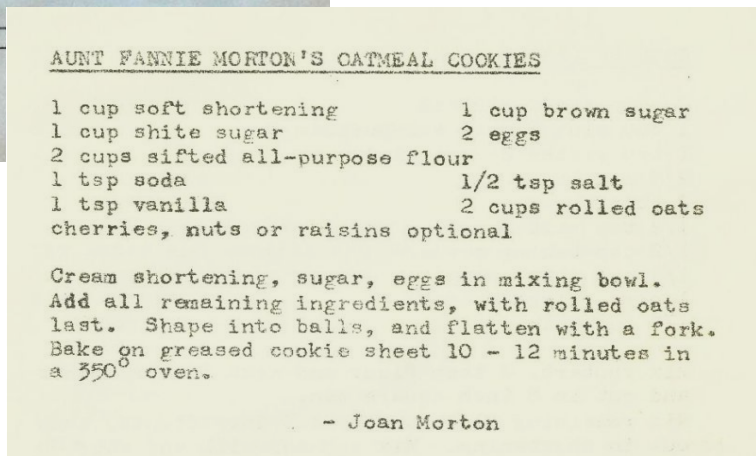 AUNT FANNIE MORTON'S OATMEAL COOKIES
1 cup soft shortening 1 cup brown sugar
1 cup shite sugar 2 eggs
2 cups sifted all-purpose flour
1 tsp soda 1/2 tsp salt
1 tsp vanilla 2 cups rolled oats
cherries, nuts or raisins optional
Cream shortening, sugar, eggs in mixing bowl.
Add all remaining ingredients, with rolled oats
last. Shape into balls, and flatten with a fork.
Bake on greased cookie sheet 10 - 12 minutes in
a 350° oven.
- Joan Morton